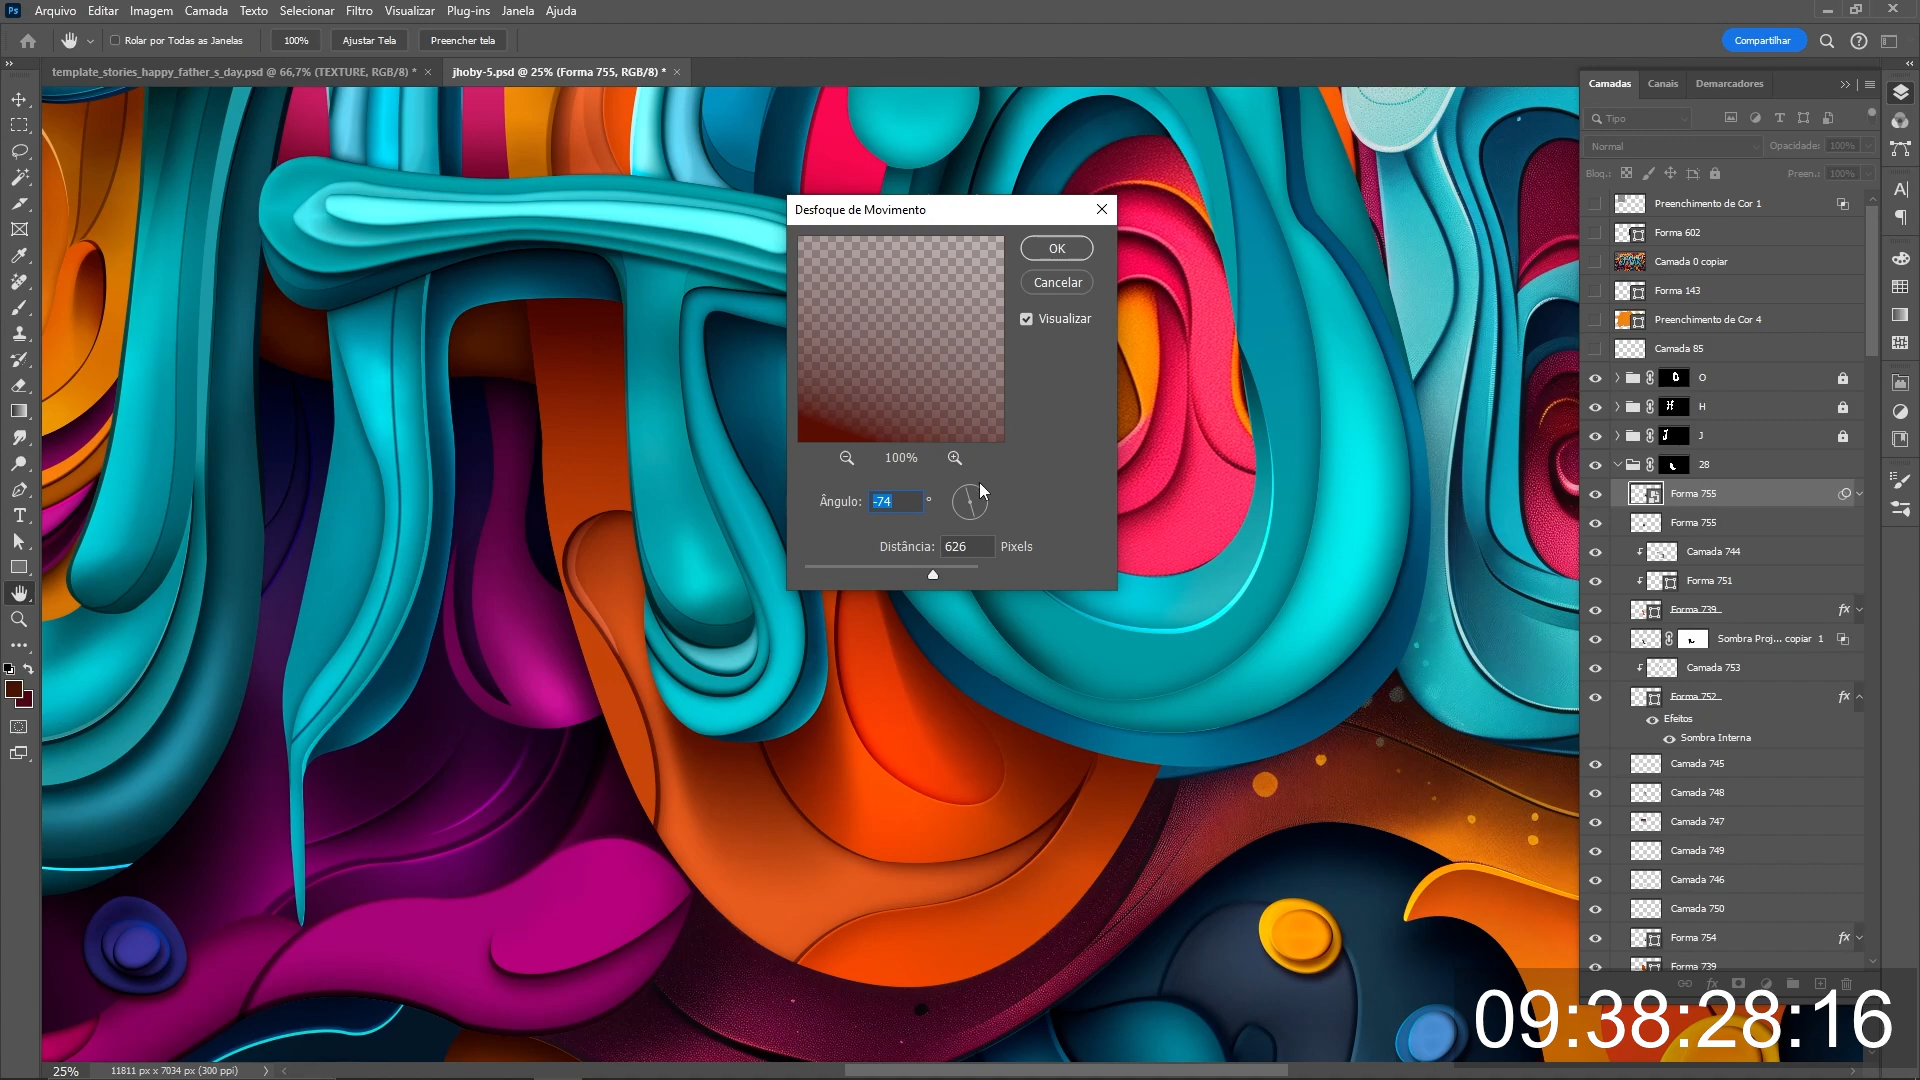 Ps Arquivo Editar Imagem Camada Texto Selecionar Filtro Visualizar Plug-ins Janela Ajuda
Rolar por Todas as Janelas 100% Ajustar Tela Preencher tela Compartilhar
template_stories_happy_father_s_day.psd @ 66,7% (TEXTURE, RGB/8) * jhoby-5.psd @ 25% (Forma 755, RGB/8) *
Camadas Canais Demarcadores
Tipo
Normal Opacidade: 100%
Bloq.: Preen.: 100%
Preenchimento de Cor 1
Forma 602
Camada 0 copiar
Forma 143
Preenchimento de Cor 4
Camada 85
O
H
J
28
Forma 755
Forma 755
Camada 744
Forma 751
Forma 739 fx
Sombra Proj... copiar 1
Camada 753
Forma 752 fx
Efeitos
Sombra Interna
Camada 745
Camada 748
Camada 747
Camada 749
Camada 746
Camada 750
Forma 754 fx
Forma 739
Desfoque de Movimento
OK
Cancelar
Visualizar
100%
Ângulo: -74 °
Distância: 626 Pixels
09:38:28:16
25% 11811 px x 7034 px (300 ppi)